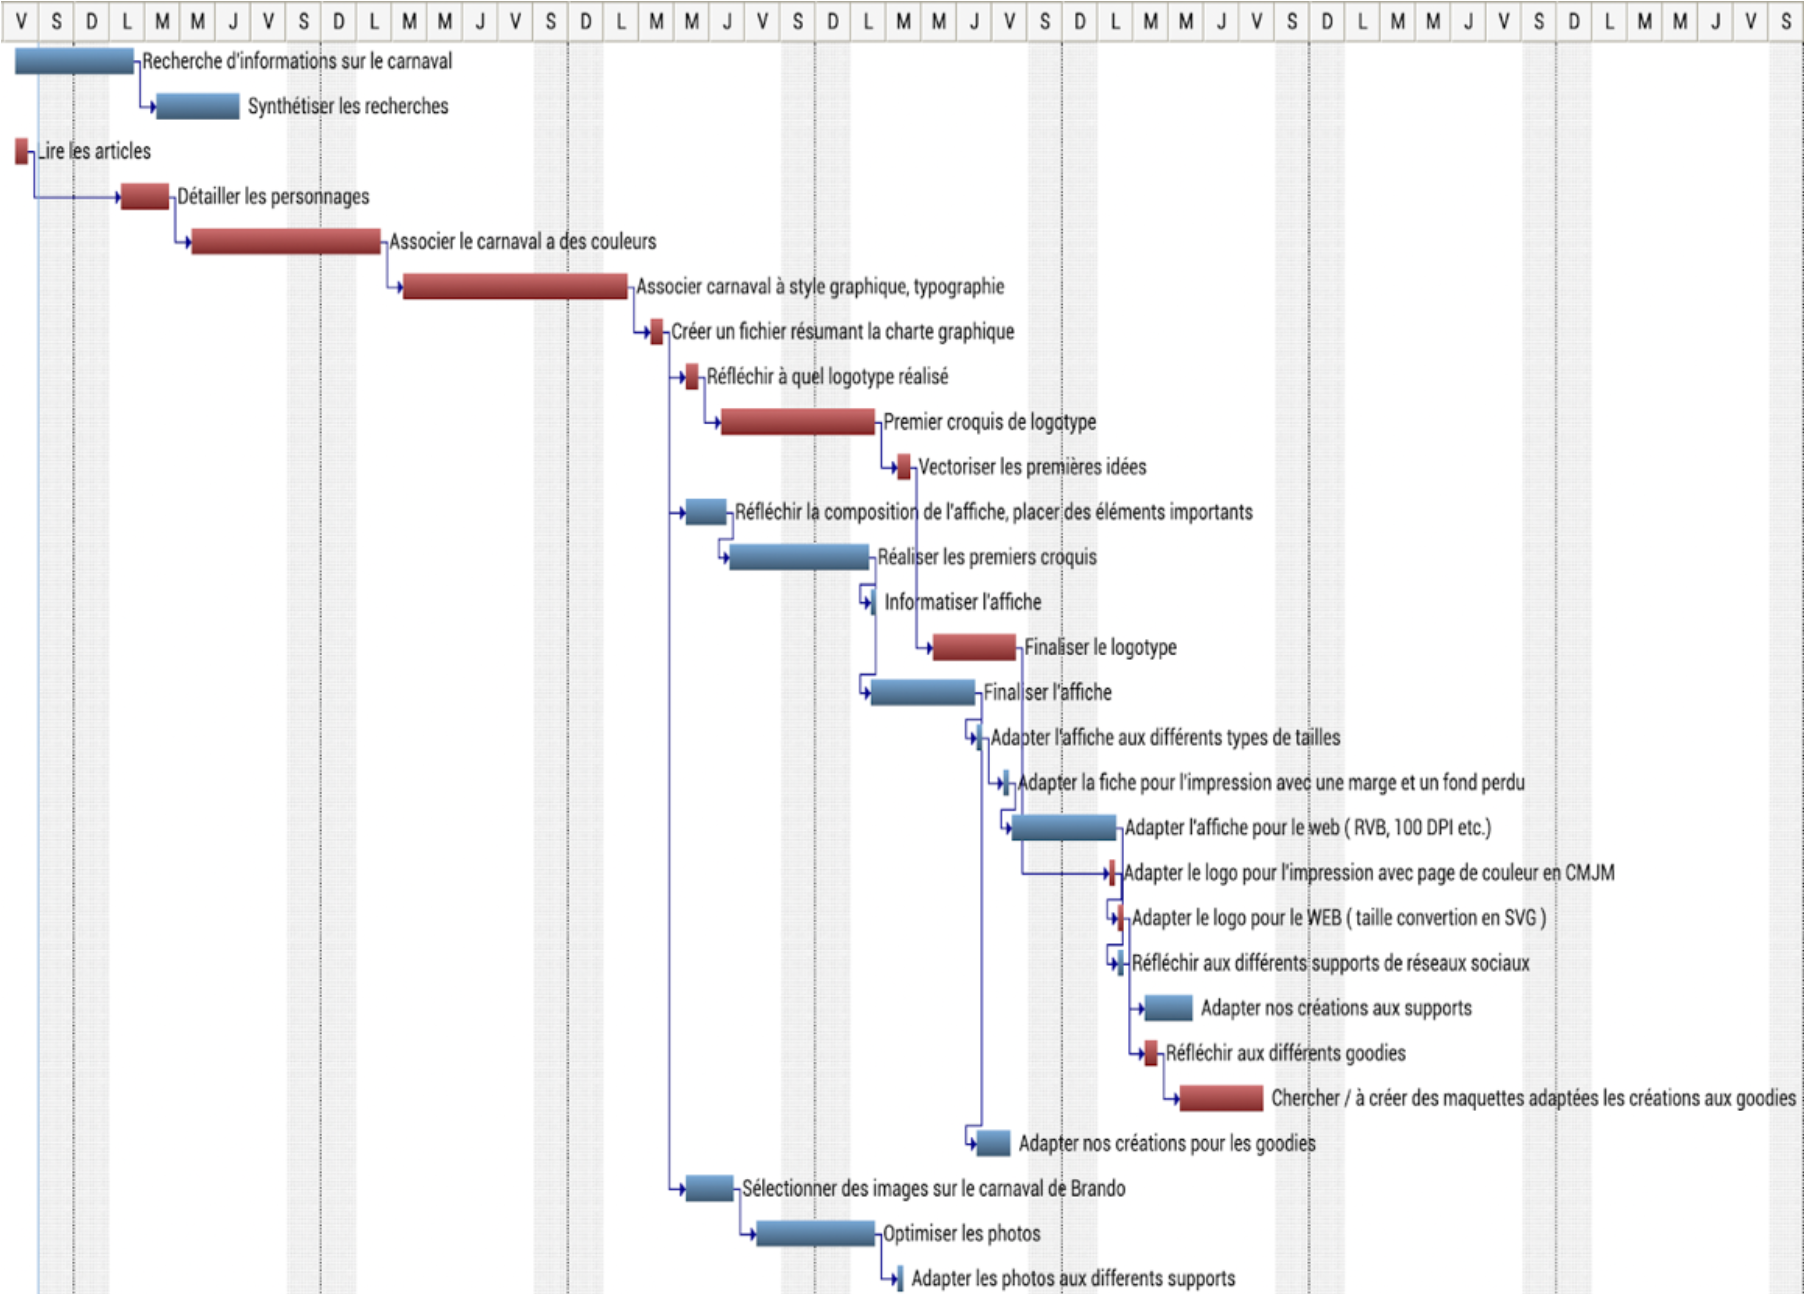 V S D L M M J V S D L M M J V S D L M M J V S D L M M J V S D L M M J V S D L M M J V S D L M M J V S
Recherche d'informations sur le carnaval
Synthétiser les recherches
Lire les articles
Détailler les personnages
Associer le carnaval a des couleurs
Associer carnaval à style graphique, typographie
Créer un fichier résumant la charte graphique
Réfléchir à quel logotype réalisé
Premier croquis de logotype
Vectoriser les premières idées
Réfléchir la composition de l'affiche, placer des éléments importants
Réaliser les premiers croquis
Informatiser l'affiche
Finaliser le logotype
Finaliser l'affiche
Adapter l'affiche aux différents types de tailles
Adapter la fiche pour l'impression avec une marge et un fond perdu
Adapter l'affiche pour le web ( RVB, 100 DPI etc.)
Adapter le logo pour l'impression avec page de couleur en CMJM
Adapter le logo pour le WEB ( taille convertion en SVG )
Réfléchir aux différents supports de réseaux sociaux
Adapter nos créations aux supports
Réfléchir aux différents goodies
Chercher / à créer des maquettes adaptées les créations aux goodies
Adapter nos créations pour les goodies
Sélectionner des images sur le carnaval de Brando
Optimiser les photos
Adapter les photos aux differents supports